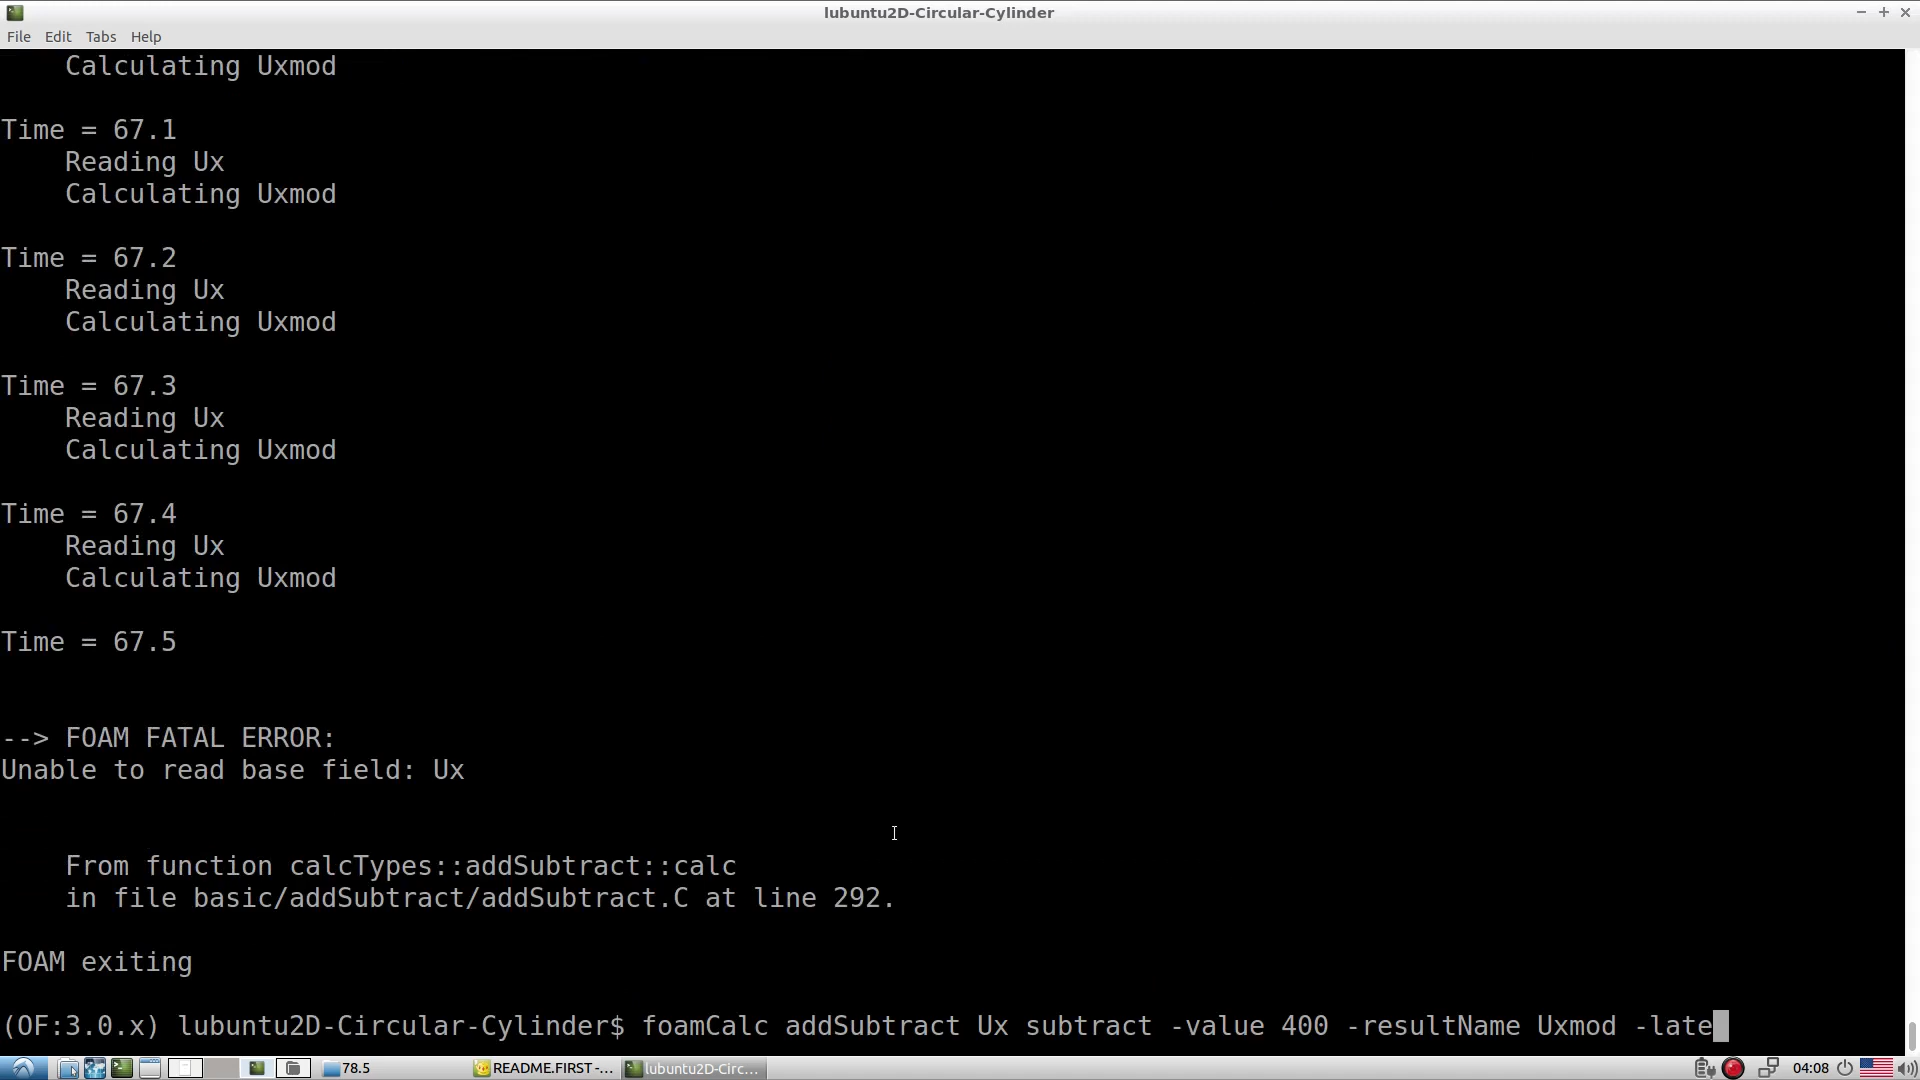 lubuntu2D-Circular-Cylinder
File Edit Tabs Help
Calculating Uxmod
Time = 67.1
Reading Ux
Calculating Uxmod
Time = 67.2
Reading Ux
Calculating Uxmod
Time = 67.3
Reading Ux
Calculating Uxmod
Time = 67.4
Reading Ux
Calculating Uxmod
Time = 67.5
--> FOAM FATAL ERROR:
Unable to read base field: Ux
From function calcTypes::addSubtract::calc
in file basic/addSubtract/addSubtract.C at line 292.
FOAM exiting
(OF:3.0.x) lubuntu2D-Circular-Cylinder$ foamCalc addSubtract Ux subtract -value 400 -resultName Uxmod -late
78.5 README.FIRST -... lubuntu2D-Circ... 04:08